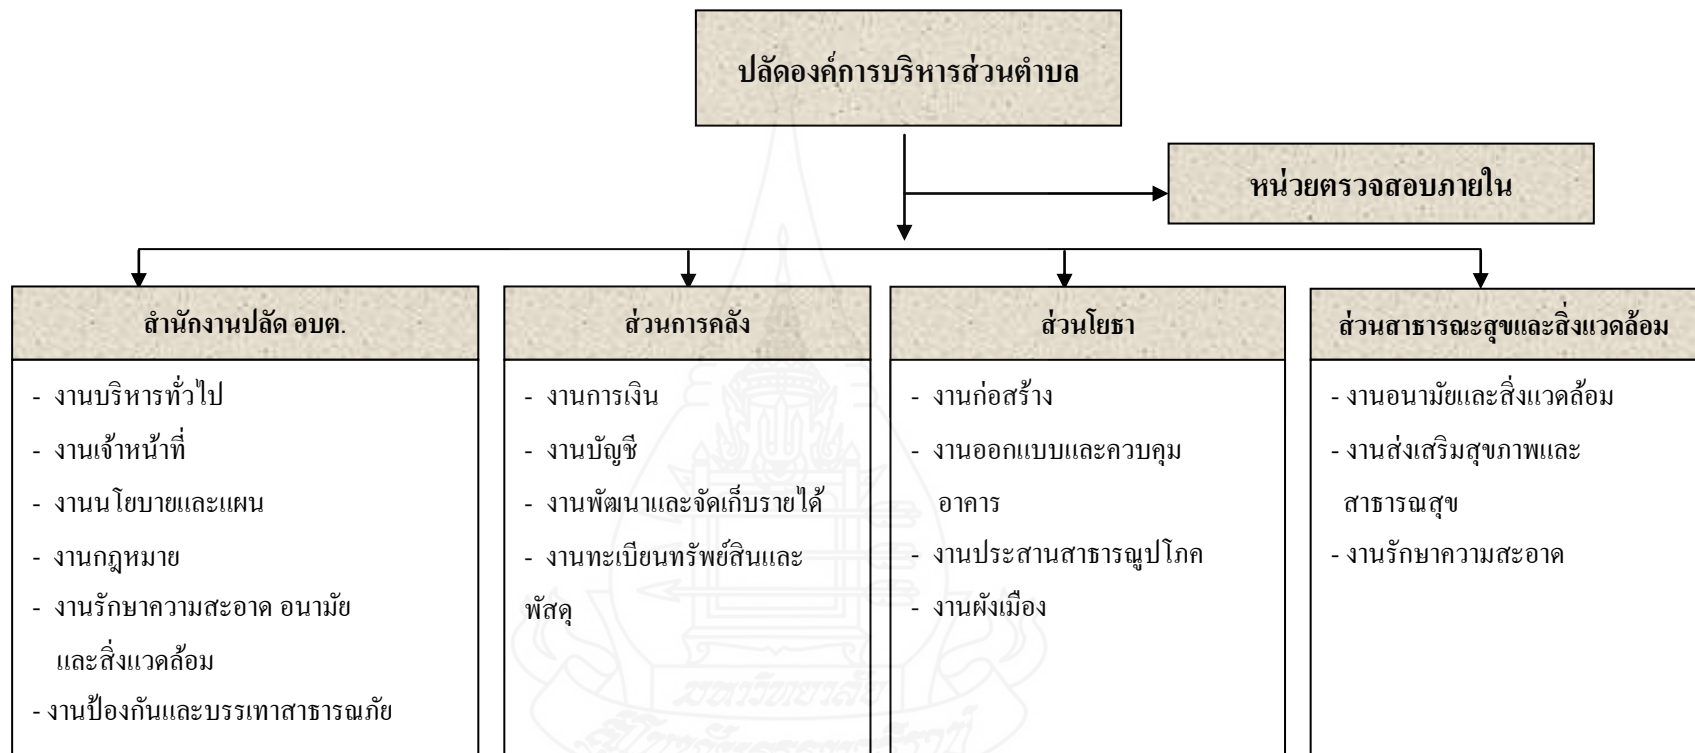 ปลัดองค์การบริหารส่วนตำบล
หน่วยตรวจสอบภายใน
สำนักงานปลัด อบต.
- งานบริหารทั่วไป
- งานเจ้าหน้าที่
- งานนโยบายและแผน
- งานกฎหมาย
- งานรักษาความสะอาด อนามัย
และสิ่งแวดล้อม
- งานป้องกันและบรรเทาสาธารณภัย
ส่วนการคลัง
- งานการเงิน
- งานบัญชี
- งานพัฒนาและจัดเก็บรายได้
- งานทะเบียนทรัพย์สินและ
พัสดุ
ส่วนโยธา
- งานก่อสร้าง
- งานออกแบบและควบคุม
อาคาร
- งานประสานสาธารณูปโภค
- งานผังเมือง
ส่วนสาธารณะสุขและสิ่งแวดล้อม
- งานอนามัยและสิ่งแวดล้อม
- งานส่งเสริมสุขภาพและ
สาธารณสุข
- งานรักษาความสะอาด
มหาวิทยาลัย